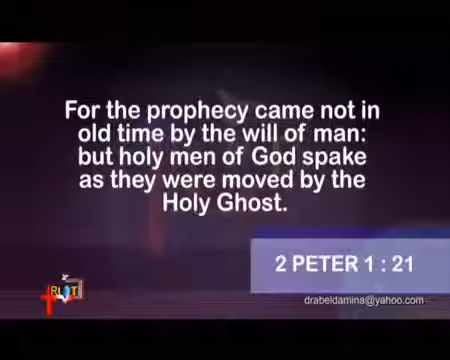 For the prophecy came not in
old time by the will of man:
but holy men of God spake
as they were moved by the
Holy Ghost.
2 PETER 1 : 21
drabeldamina@yahoo.com